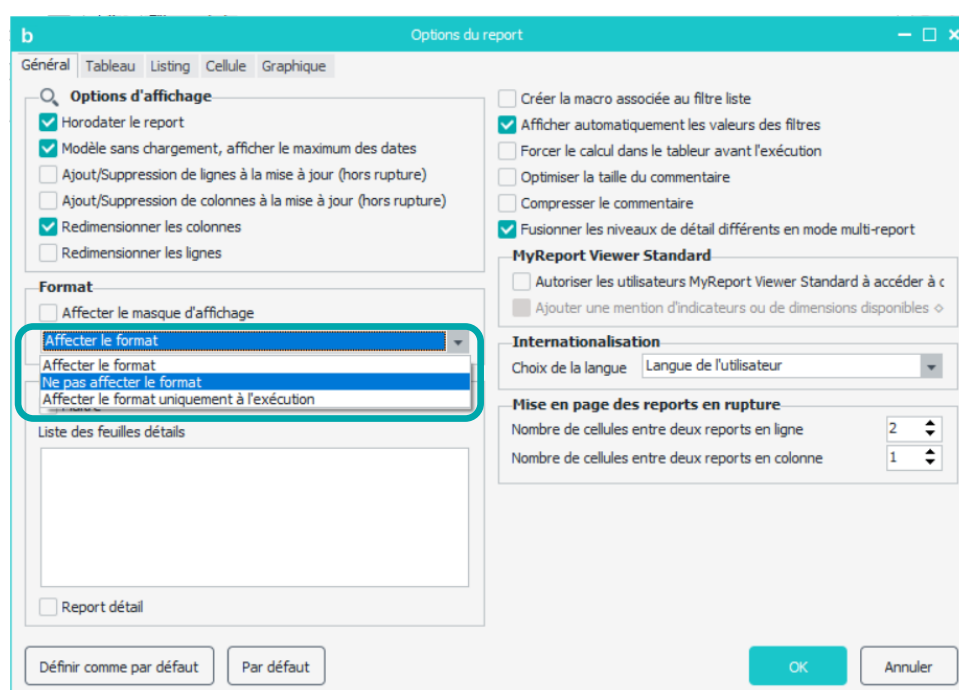 b
Options du report
Général Tableau Listing Cellule Graphique
Options d'affichage
Horodater le report
Modèle sans chargement, afficher le maximum des dates
Ajout/Suppression de lignes à la mise à jour (hors rupture)
Ajout/Suppression de colonnes à la mise à jour (hors rupture)
Redimensionner les colonnes
Redimensionner les lignes
Format
Affecter le masque d'affichage
Affecter le format
Affecter le format
Ne pas affecter le format
Affecter le format uniquement à l'exécution
Liste des feuilles détails
Report détail
Créer la macro associée au filtre liste
Afficher automatiquement les valeurs des filtres
Forcer le calcul dans le tableur avant l'exécution
Optimiser la taille du commentaire
Compresser le commentaire
Fusionner les niveaux de détail différents en mode multi-report
MyReport Viewer Standard
Autoriser les utilisateurs MyReport Viewer Standard à accéder à c
Ajouter une mention d'indicateurs ou de dimensions disponibles
Internationalisation
Choix de la langue Langue de l'utilisateur
Mise en page des reports en rupture
Nombre de cellules entre deux reports en ligne 2
Nombre de cellules entre deux reports en colonne 1
Définir comme par défaut Par défaut OK Annuler